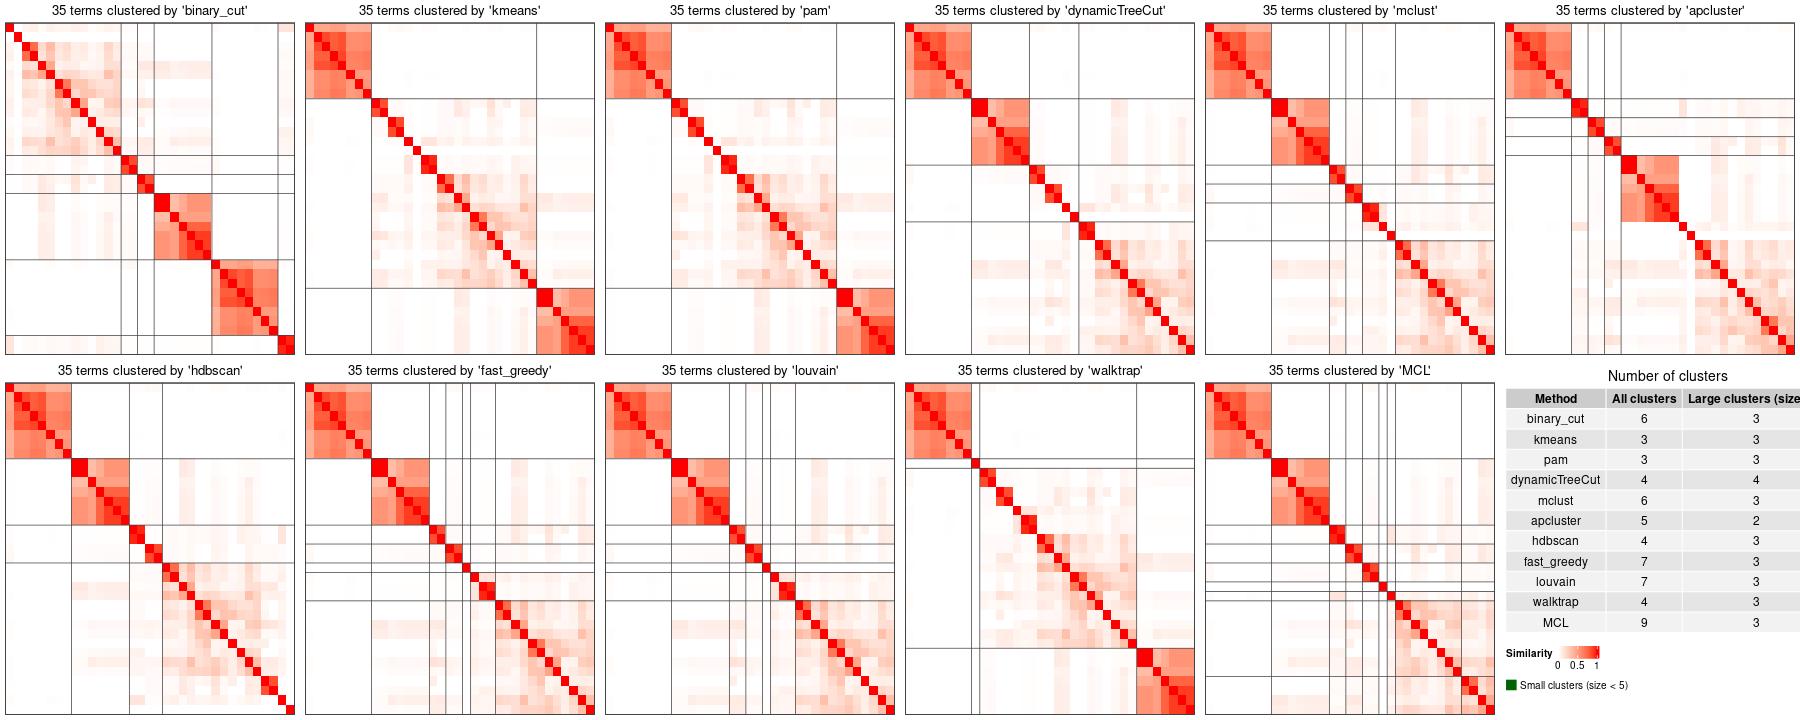 35 terms clustered by 'binary_cut'
35 terms clustered by 'kmeans'
35 terms clustered by 'pam'
35 terms clustered by 'dynamicTreeCut'
35 terms clustered by 'mclust'
35 terms clustered by 'apcluster'
35 terms clustered by 'hdbscan'
35 terms clustered by 'fast_greedy'
35 terms clustered by 'louvain'
35 terms clustered by 'walktrap'
35 terms clustered by 'MCL'
Number of clusters
Method All clusters Large clusters (size
binary_cut 6 3
kmeans 3 3
pam 3 3
dynamicTreeCut 4 4
mclust 6 3
apcluster 5 2
hdbscan 4 3
fast_greedy 7 3
louvain 7 3
walktrap 4 3
MCL 9 3
Similarity
0 0.5 1
Small clusters (size < 5)